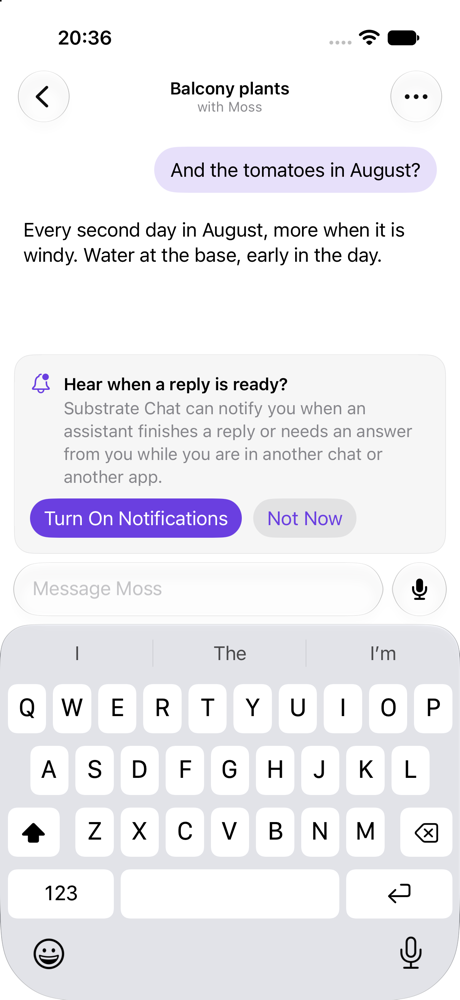 20:36
Balcony plants
with Moss
And the tomatoes in August?
Every second day in August, more when it is
windy. Water at the base, early in the day.
Hear when a reply is ready?
Substrate Chat can notify you when an
assistant finishes a reply or needs an answer
from you while you are in another chat or
another app.
Turn On Notifications
Not Now
Message Moss
I
The
I’m
Q W E R T Y U I O P
A S D F G H J K L
Z X C V B N M
123